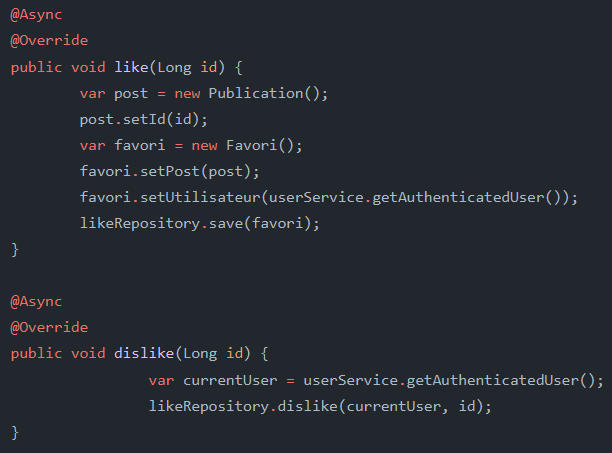 @Async
@Override
public void like(Long id) {
        var post = new Publication();
        post.setId(id);
        var favori = new Favori();
        favori.setPost(post);
        favori.setUtilisateur(userService.getAuthenticatedUser());
        likeRepository.save(favori);
}

@Async
@Override
public void dislike(Long id) {
                var currentUser = userService.getAuthenticatedUser();
                likeRepository.dislike(currentUser, id);
}